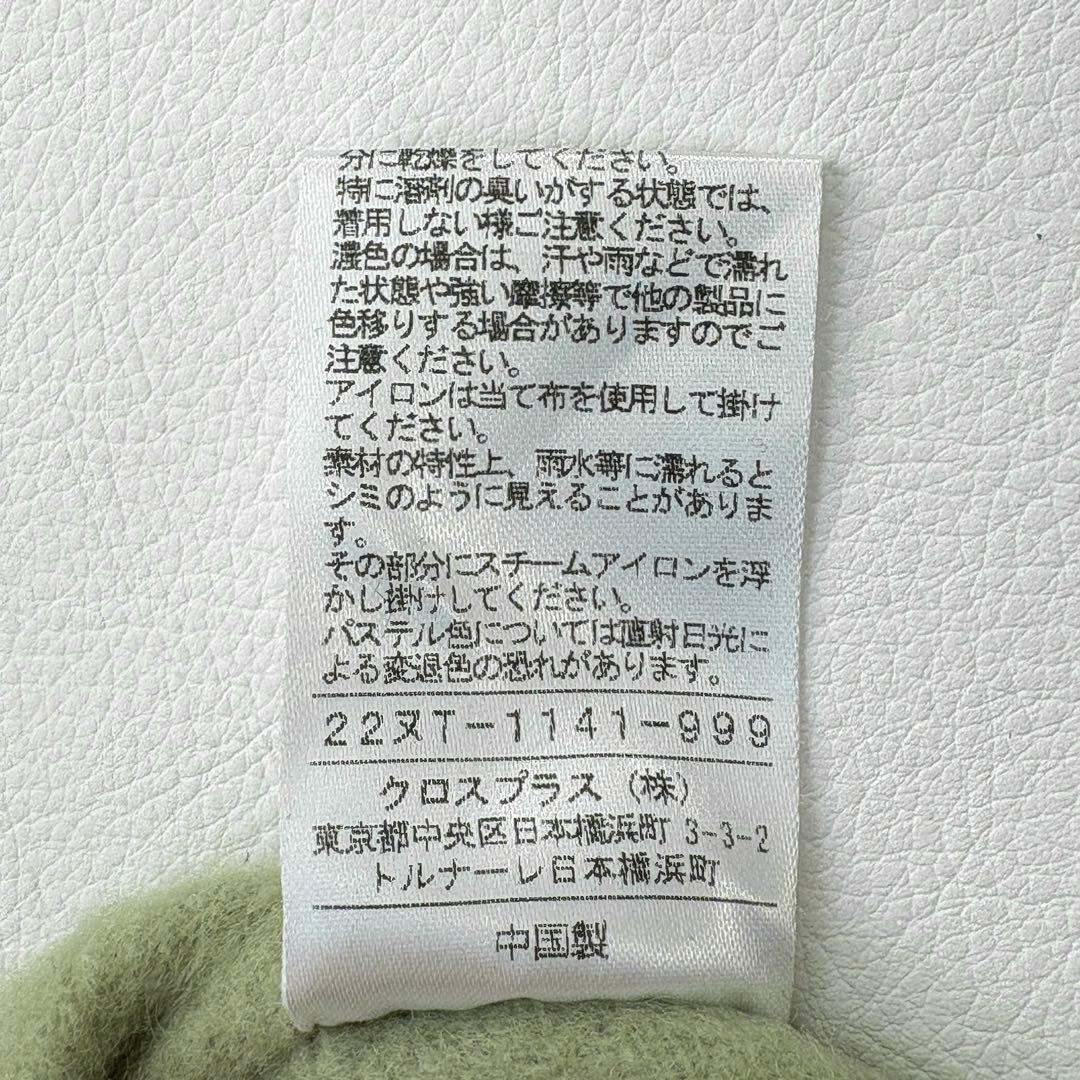 分に乾燥をしてください。
特に溶剤の臭いがする状態では、
着用しない様ご注意ください。
濃色の場合は、汗や雨などで濡れ
た状態や強い摩擦等で他の製品に
色移りする場合がありますのでご
注意ください。
アイロンは当て布を使用して掛け
てください。
素材の特性上、雨水等に濡れると
シミのように見えることがありま
す。
その部分にスチームアイロンを浮
かし掛けしてください。
パステル色については直射日光に
よる変退色の恐れがあります。
22ヌT-1141-999
クロスプラス（株）
東京都中央区日本橋浜町 3-3-2
トルナーレ日本橋浜町
中国製